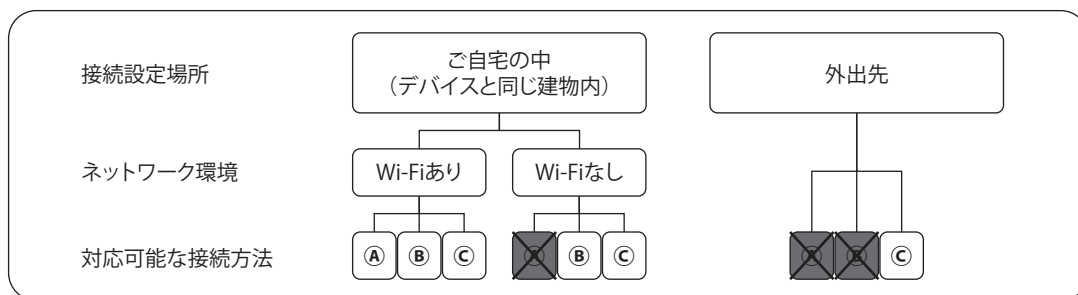 接続設定場所
ご自宅の中
（デバイスと同じ建物内）
外出先
ネットワーク環境
Wi-Fiあり
Wi-Fiなし
対応可能な接続方法
Ⓐ Ⓑ Ⓒ
Ⓐ Ⓑ Ⓒ
Ⓐ Ⓑ Ⓒ